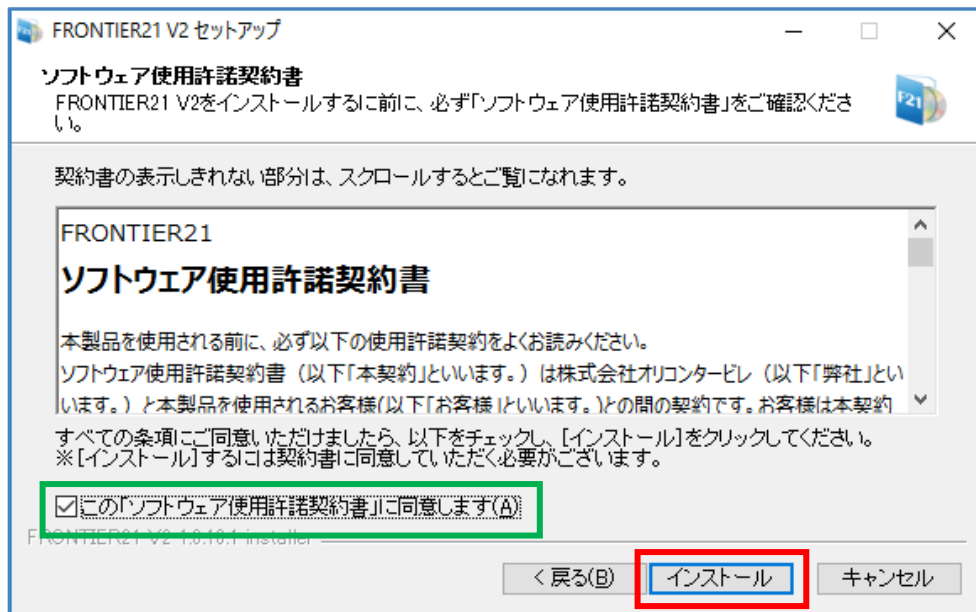 FRONTIER21 V2 セットアップ
ソフトウェア使用許諾契約書
FRONTIER21 V2をインストールするに前に、必ず「ソフトウェア使用許諾契約書」をご確認くださ
い。
F21
契約書の表示しきれない部分は、スクロールするとご覧になれます。
FRONTIER21
ソフトウェア使用許諾契約書
本製品を使用される前に、必ず以下の使用許諾契約をよくお読みください。
ソフトウェア使用許諾契約書（以下「本契約」といいます。）は株式会社オリコンタービレ（以下「弊社」とい
います。）と本製品を使用されるお客様(以下「お客様」といいます。)との間の契約です。お客様は本契約
すべての条項にご同意いただけましたら、以下をチェックし、[インストール]をクリックしてください。
※[インストール]するには契約書に同意していただく必要がございます。
この「ソフトウェア使用許諾契約書」に同意します(A)
FRONTIER21 V2 1.0.10.1 installer
< 戻る(B) インストール キャンセル